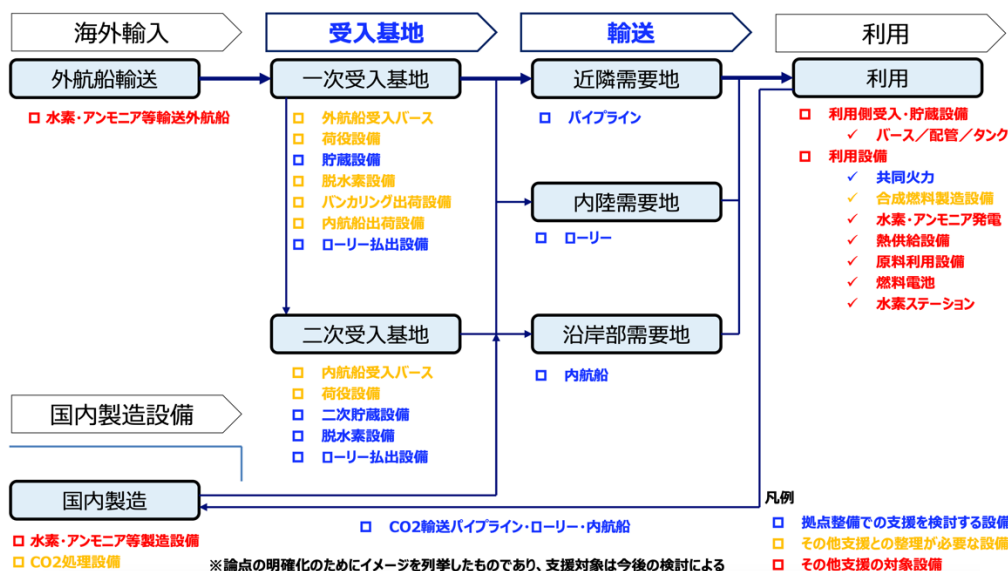 海外輸入
受入基地
輸送
利用
外航船輸送
水素・アンモニア等輸送外航船
一次受入基地
外航船受入バース
荷役設備
貯蔵設備
脱水素設備
バンカリング出荷設備
内航船出荷設備
ローリー払出設備
二次受入基地
内航船受入バース
荷役設備
二次貯蔵設備
脱水素設備
ローリー払出設備
近隣需要地
パイプライン
内陸需要地
ローリー
沿岸部需要地
内航船
利用
利用側受入・貯蔵設備
バース／配管／タンク
利用設備
共同火力
合成燃料製造設備
水素・アンモニア発電
熱供給設備
原料利用設備
燃料電池
水素ステーション
国内製造設備
国内製造
水素・アンモニア等製造設備
CO2処理設備
CO2輸送パイプライン・ローリー・内航船
※論点の明確化のためにイメージを列挙したものであり、支援対象は今後の検討による
凡例
拠点整備での支援を検討する設備
その他支援との整理が必要な設備
その他支援の対象設備